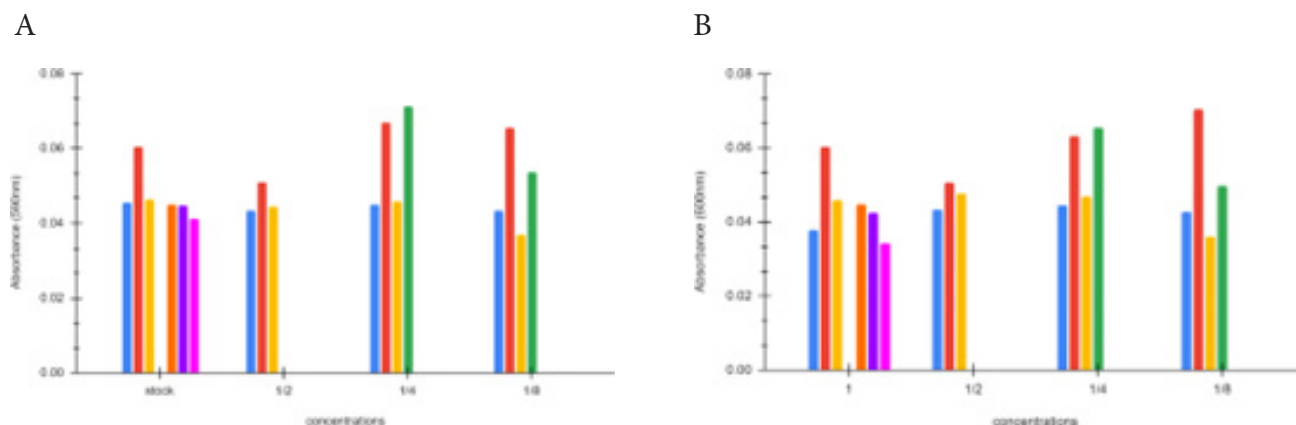 A
B
0.08
0.06
0.04
0.02
0.00
Absorbance (590nm)
stock
1/2
1/4
1/8
concentrations
0.08
0.06
0.04
0.02
0.00
Absorbance (600nm)
1
1/2
1/4
1/8
concentrations